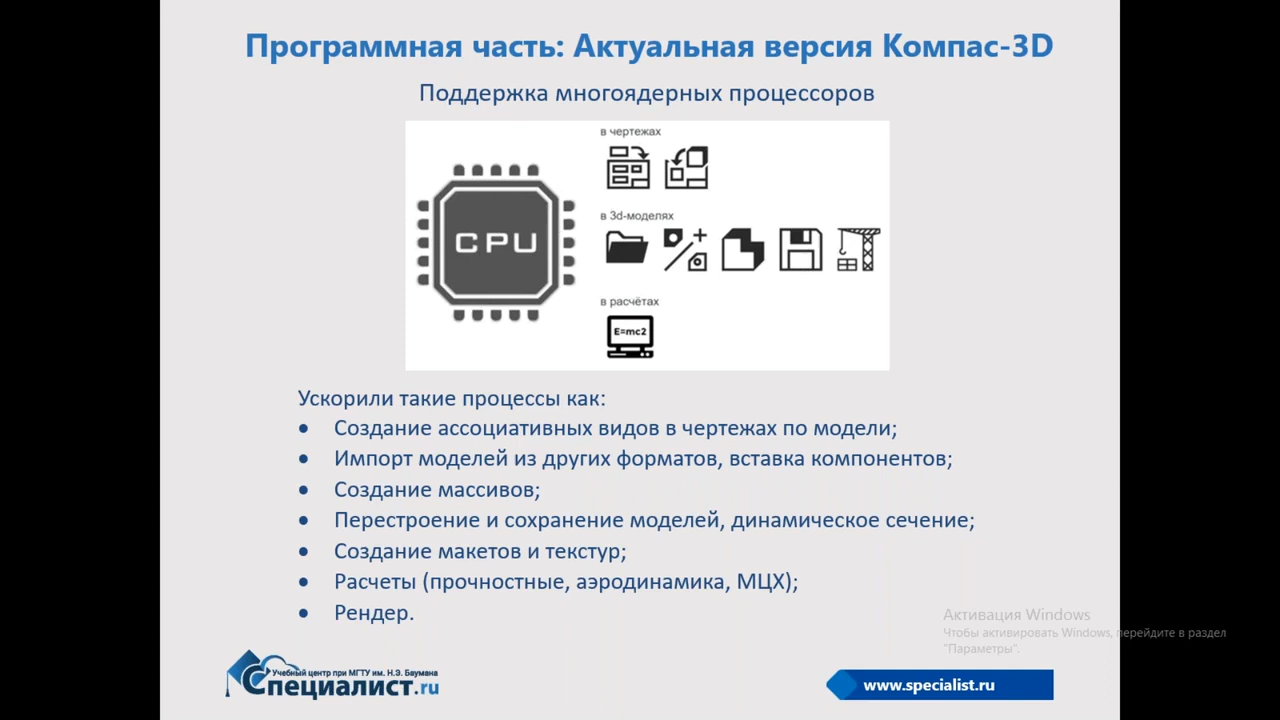 Программная часть: Актуальная версия Компас-3D
Поддержка многоядерных процессоров
в чертежах
CPU
в 3d-моделях
в расчётах
E=mc2
Ускорили такие процессы как:
• Создание ассоциативных видов в чертежах по модели;
• Импорт моделей из других форматов, вставка компонентов;
• Создание массивов;
• Перестроение и сохранение моделей, динамическое сечение;
• Создание макетов и текстур;
• Расчеты (прочностные, аэродинамика, МЦХ);
• Рендер.
Активация Windows
Чтобы активировать Windows, перейдите в раздел
"Параметры".
Учебный центр при МГТУ им. Н.Э. Баумана
Специалист.ru
www.specialist.ru